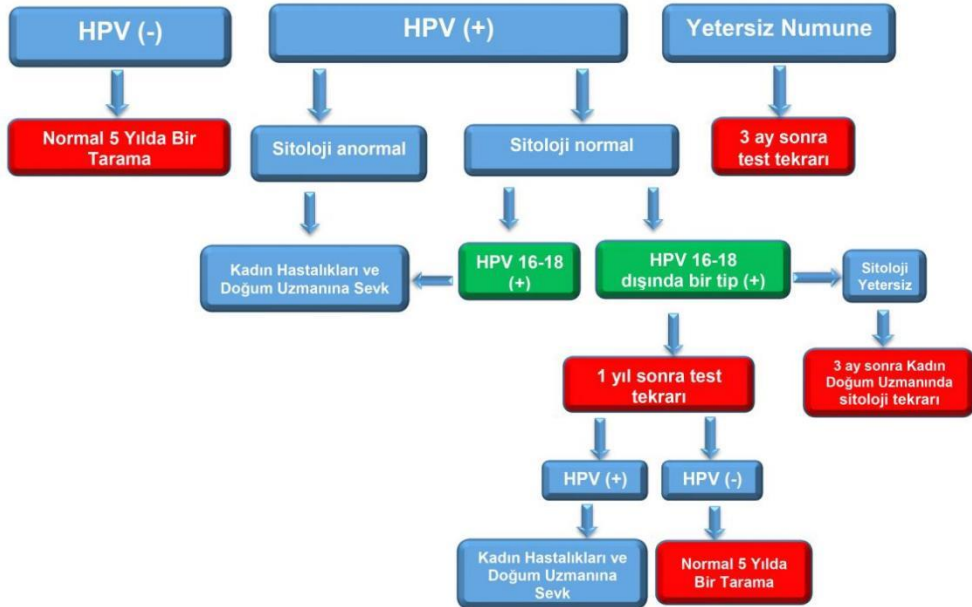 HPV (-)
HPV (+)
Yetersiz Numune
Normal 5 Yılda Bir
Tarama
Sitoloji anormal
Sitoloji normal
3 ay sonra
test tekrarı
Kadın Hastalıkları ve
Doğum Uzmanına Sevk
HPV 16-18
(+)
HPV 16-18
dışında bir tip (+)
Sitoloji
Yetersiz
1 yıl sonra test
tekrarı
3 ay sonra Kadın
Doğum Uzmanında
sitoloji tekrarı
HPV (+)
HPV (-)
Kadın Hastalıkları ve
Doğum Uzmanına
Sevk
Normal 5 Yılda
Bir Tarama